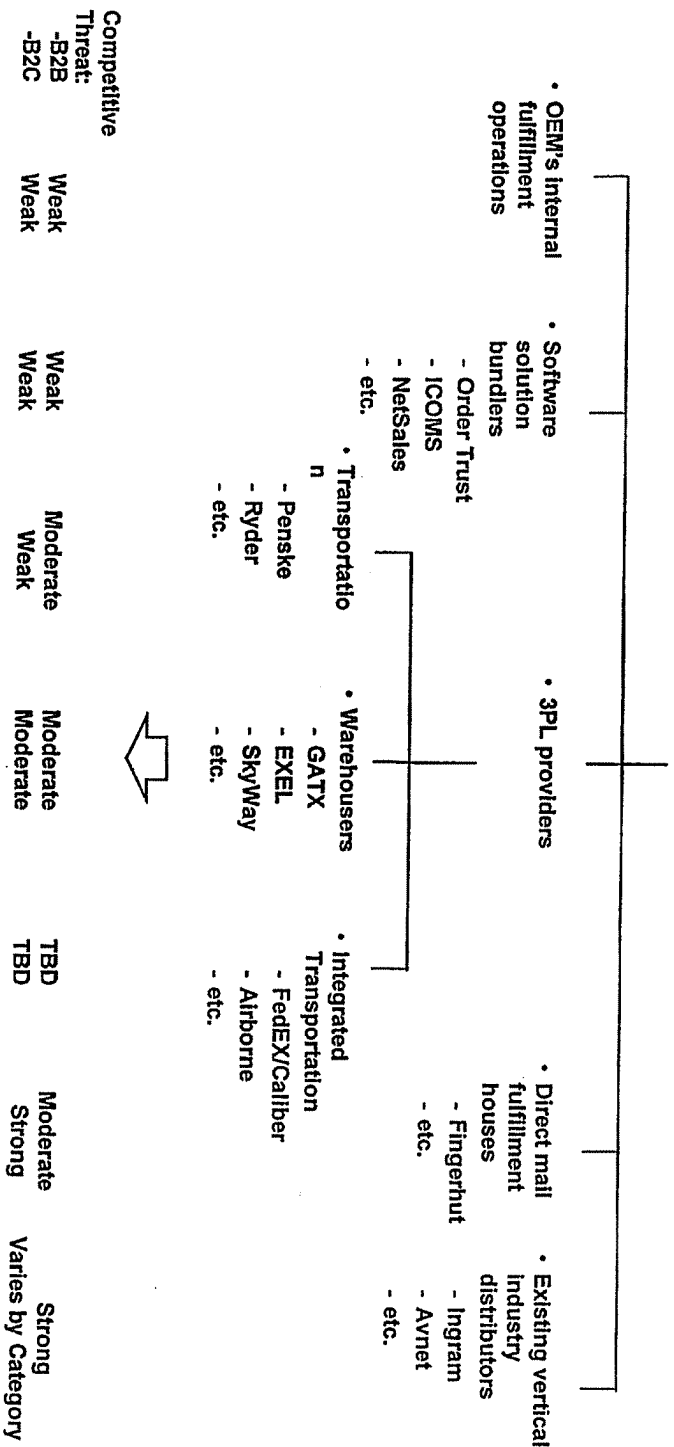 • OEM's internal
fulfillment
operations
• Software
solution
bundlers
- Order Trust
- ICOMS
- NetSales
- etc.
• 3PL providers
• Transportatio
n
- Penske
- Ryder
- etc.
• Warehousers
- GATX
- EXEL
- SkyWay
- etc.
• Integrated
Transportation
- FedEX/Caliber
- Airborne
- etc.
• Direct mail
fulfillment
houses
- Fingerhut
- etc.
• Existing vertical
industry
distributors
- Ingram
- Avnet
- etc.
Competitive
Threat:
-B2B Weak Weak Moderate Moderate TBD Moderate Strong
-B2C Weak Weak Weak Moderate TBD Strong Varies by Category